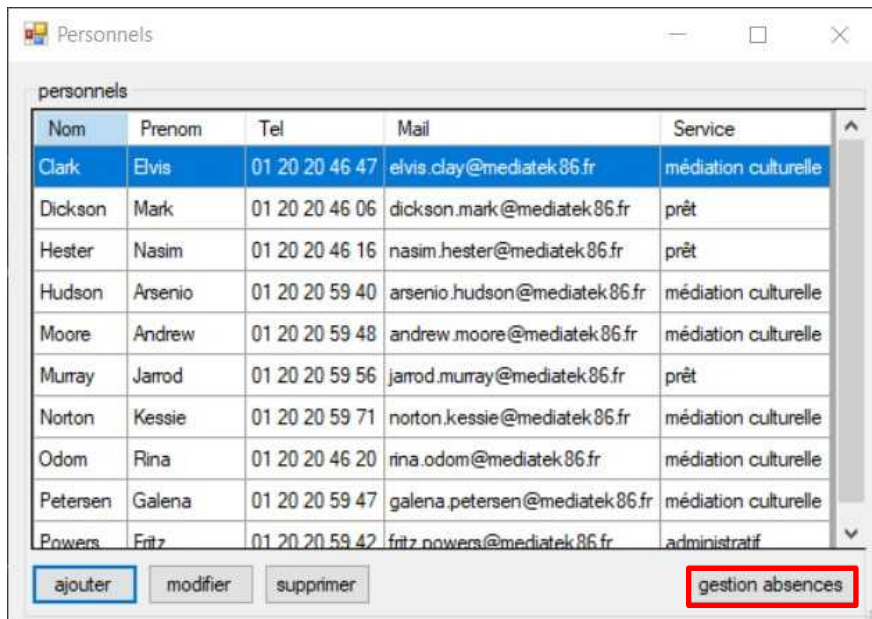 Personnels
personnels
Nom Prenom Tel Mail Service
Clark Elvis 01 20 20 46 47 elvis.clay@mediatek86.fr médiation culturelle
Dickson Mark 01 20 20 46 06 dickson.mark@mediatek86.fr prêt
Hester Nasim 01 20 20 46 16 nasim.hester@mediatek86.fr prêt
Hudson Arsenio 01 20 20 59 40 arsenio.hudson@mediatek86.fr médiation culturelle
Moore Andrew 01 20 20 59 48 andrew.moore@mediatek86.fr médiation culturelle
Murray Jarrod 01 20 20 59 56 jarrod.murray@mediatek86.fr prêt
Norton Kessie 01 20 20 59 71 norton.kessie@mediatek86.fr médiation culturelle
Odom Rina 01 20 20 46 20 rina.odom@mediatek86.fr médiation culturelle
Petersen Galena 01 20 20 59 47 galena.petersen@mediatek86.fr médiation culturelle
Powers Fritz 01 20 20 59 42 fritz.powers@mediatek86.fr administratif
ajouter modifier supprimer gestion absences